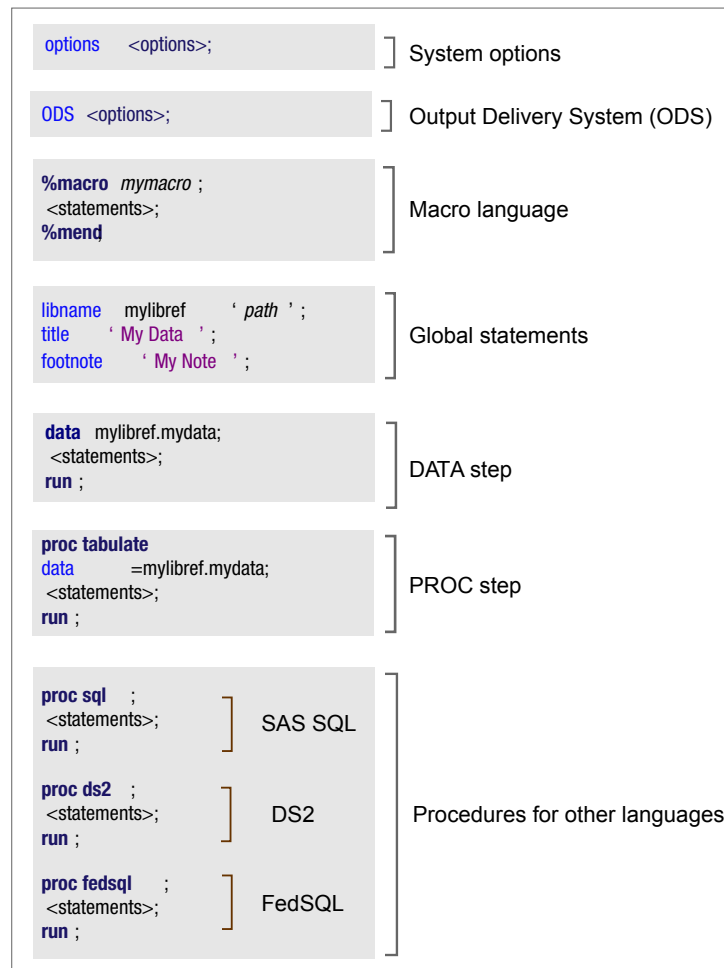 options <options>;
System options
ODS <options>;
Output Delivery System (ODS)
%macro mymacro ;
<statements>;
%mend;
Macro language
libname mylibref ‘ path ’ ;
title ‘ My Data ’ ;
footnote ‘ My Note ’ ;
Global statements
data mylibref.mydata;
<statements>;
run ;
DATA step
proc tabulate
data =mylibref.mydata;
<statements>;
run ;
PROC step
proc sql ;
<statements>;
run ;
SAS SQL
proc ds2 ;
<statements>;
run ;
DS2
proc fedsql ;
<statements>;
run ;
FedSQL
Procedures for other languages